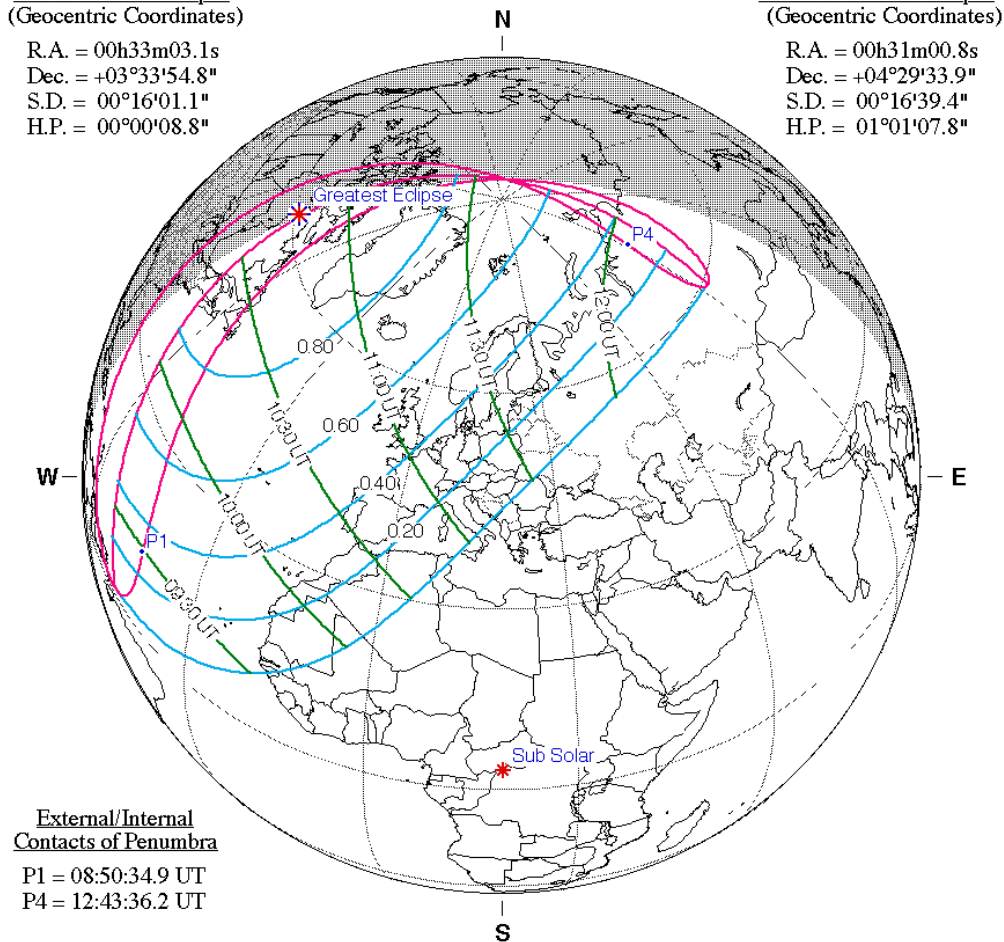 (Geocentric Coordinates)
R.A. = 00h33m03.1s
Dec. = +03°33'54.8"
S.D. = 00°16'01.1"
H.P. = 00°00'08.8"
(Geocentric Coordinates)
R.A. = 00h31m00.8s
Dec. = +04°29'33.9"
S.D. = 00°16'39.4"
H.P. = 01°01'07.8"
N
Greatest Eclipse
P4
12:00 UT
11:30 UT
11:00 UT
10:30 UT
10:00 UT
09:30 UT
0.80
0.60
0.40
0.20
W
E
P1
Sub Solar
External/Internal
Contacts of Penumbra
P1 = 08:50:34.9 UT
P4 = 12:43:36.2 UT
S